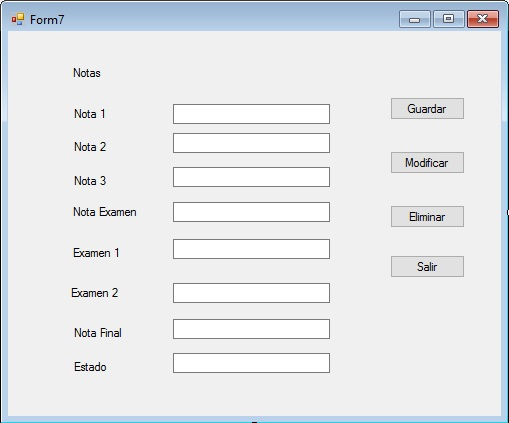 Form7
Notas
Nota 1
Guardar
Nota 2
Modificar
Nota 3
Nota Examen
Eliminar
Examen 1
Salir
Examen 2
Nota Final
Estado